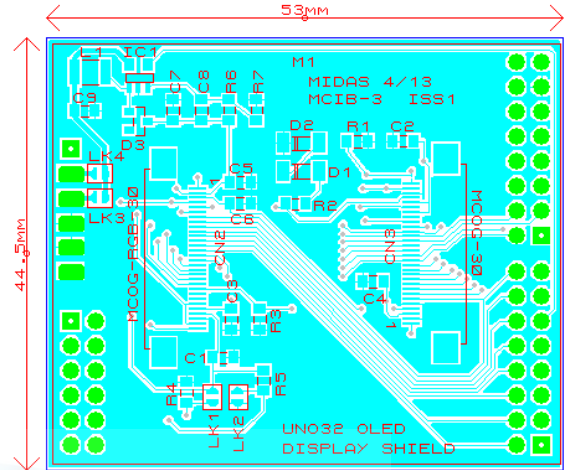 53mm
L1 IC1
M1
MIDAS 4/13
MCIB-3 ISS1
C7 C8 R6 R7
C9
D3
D2
R1 C2
LK4
D1
C5
LK3
R2
C6
MCOG-RGB-30
CN2
CN3
MCOG-30
44.5mm
1
C3
R3
C4
1
C1
R4
R5
LK1
LK2
UNO32 OLED
DISPLAY SHIELD